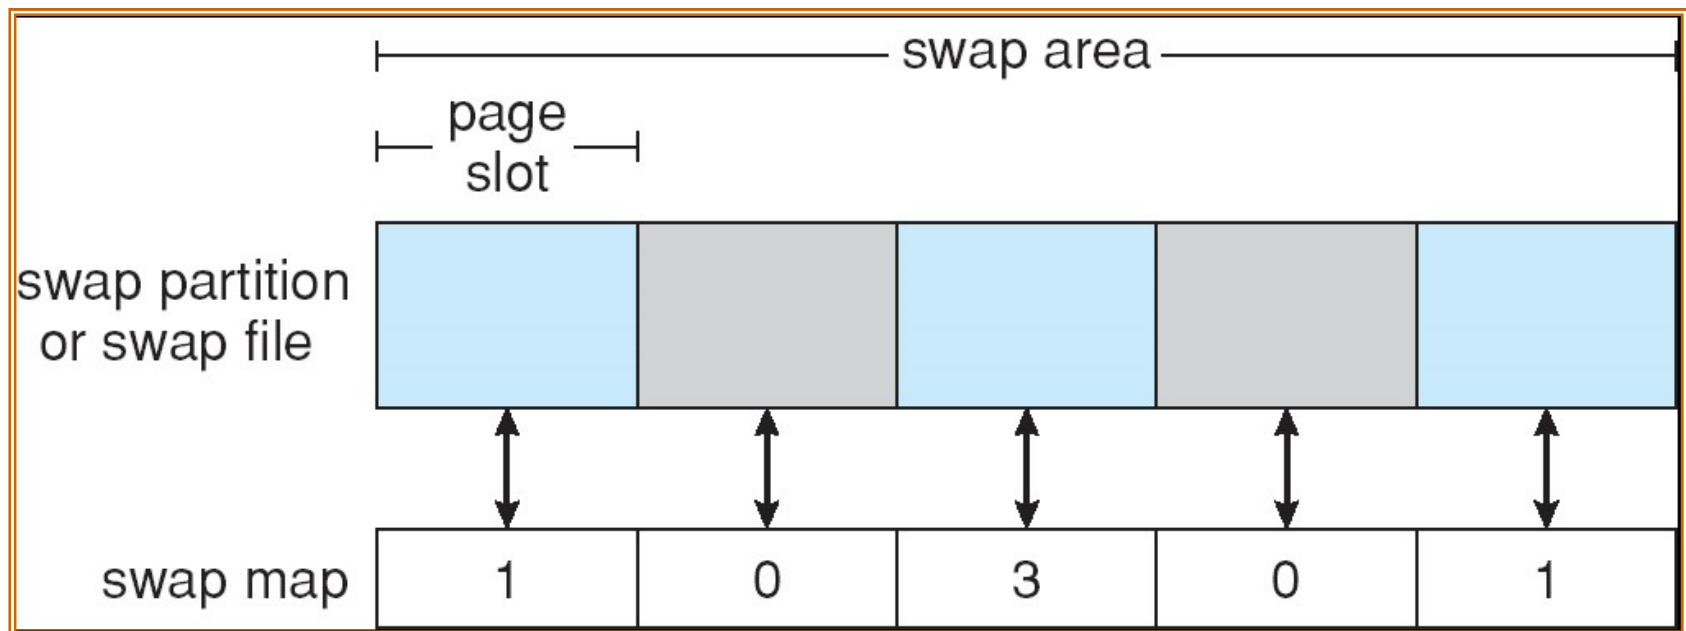 swap area
page
slot
swap partition
or swap file
swap map 1 0 3 0 1